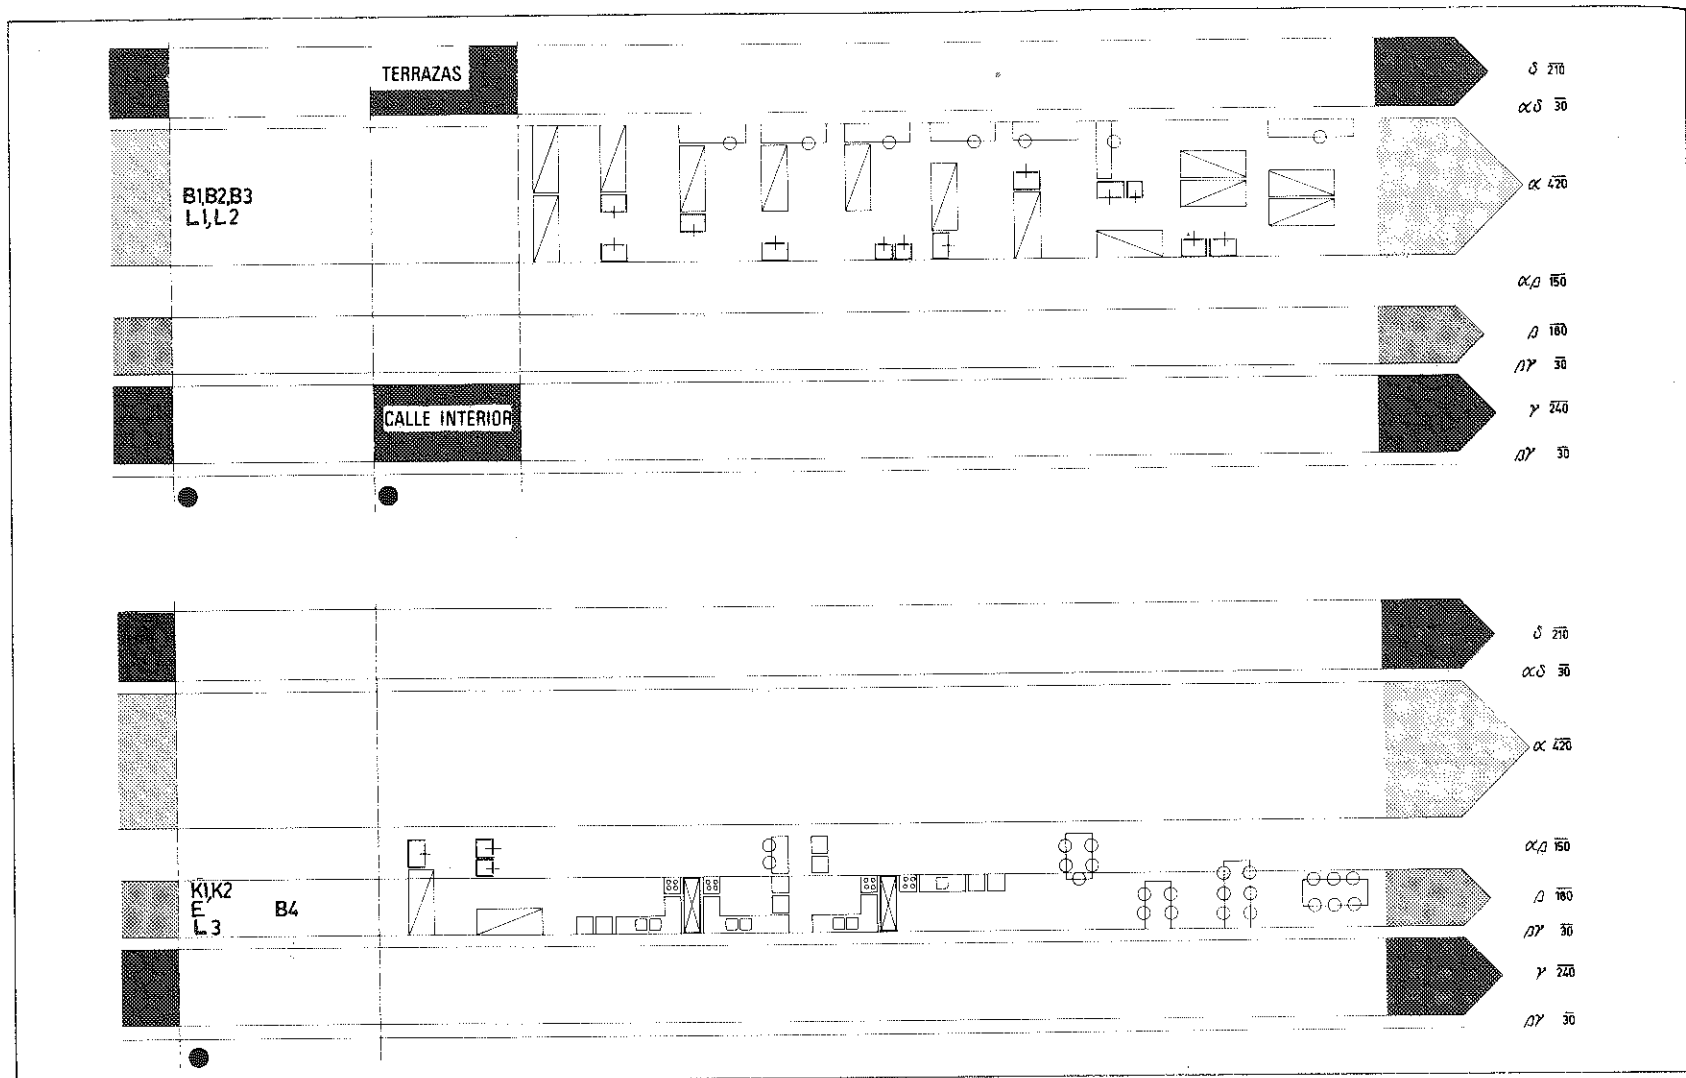 TERRAZAS
δ 210
αδ 30
B1,B2,B3
L1,L2
α 420
αβ 150
β 180
βγ 30
CALLE INTERIOR
γ 240
βγ 30
δ 210
αδ 30
α 420
αβ 150
K1,K2
E,
L3
B4
β 180
βγ 30
γ 240
βγ 30